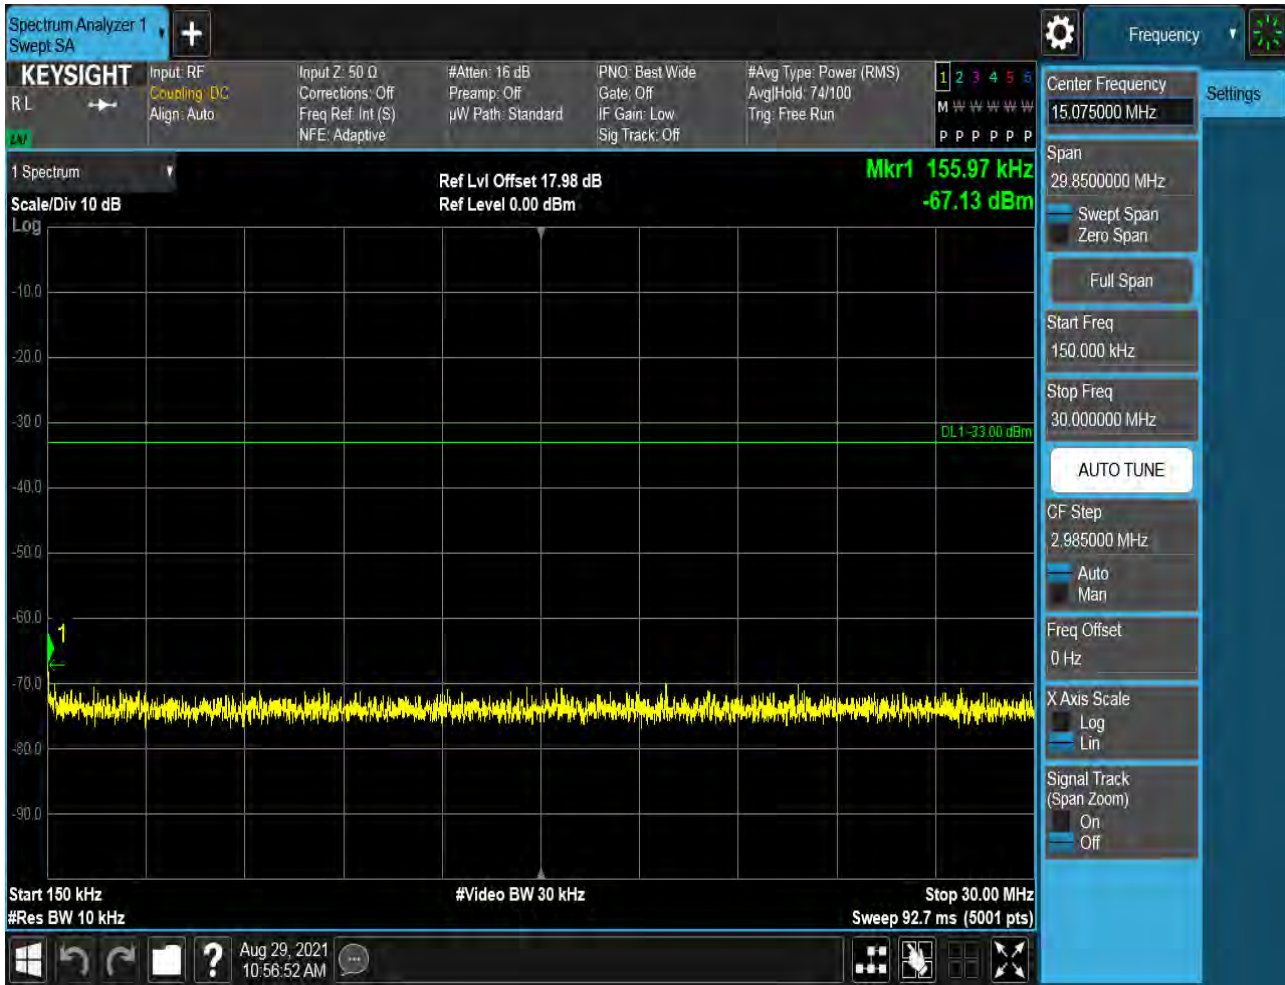 Spectrum Analyzer 1
Swept SA
Frequency
KEYSIGHT
R L
LXI
Input: RF
Coupling: DC
Align: Auto
Input Z: 50 Ω
Corrections: Off
Freq Ref: Int (S)
NFE: Adaptive
#Atten: 16 dB
Preamp: Off
µW Path: Standard
PNO: Best Wide
Gate: Off
IF Gain: Low
Sig Track: Off
#Avg Type: Power (RMS)
Avg|Hold: 74/100
Trig: Free Run
1 2 3 4 5 6
M W W W W W
P P P P P P
1 Spectrum
Scale/Div 10 dB
Log
Ref Lvl Offset 17.98 dB
Ref Level 0.00 dBm
Mkr1 155.97 kHz
-67.13 dBm
-10.0
-20.0
-30.0
DL1 -33.00 dBm
-40.0
-50.0
-60.0
1
-70.0
-80.0
-90.0
Start 150 kHz
#Video BW 30 kHz
Stop 30.00 MHz
#Res BW 10 kHz
Sweep 92.7 ms (5001 pts)
Aug 29, 2021
10:56:52 AM
Center Frequency
15.075000 MHz
Settings
Span
29.8500000 MHz
Swept Span
Zero Span
Full Span
Start Freq
150.000 kHz
Stop Freq
30.000000 MHz
AUTO TUNE
CF Step
2.985000 MHz
Auto
Man
Freq Offset
0 Hz
X Axis Scale
Log
Lin
Signal Track
(Span Zoom)
On
Off